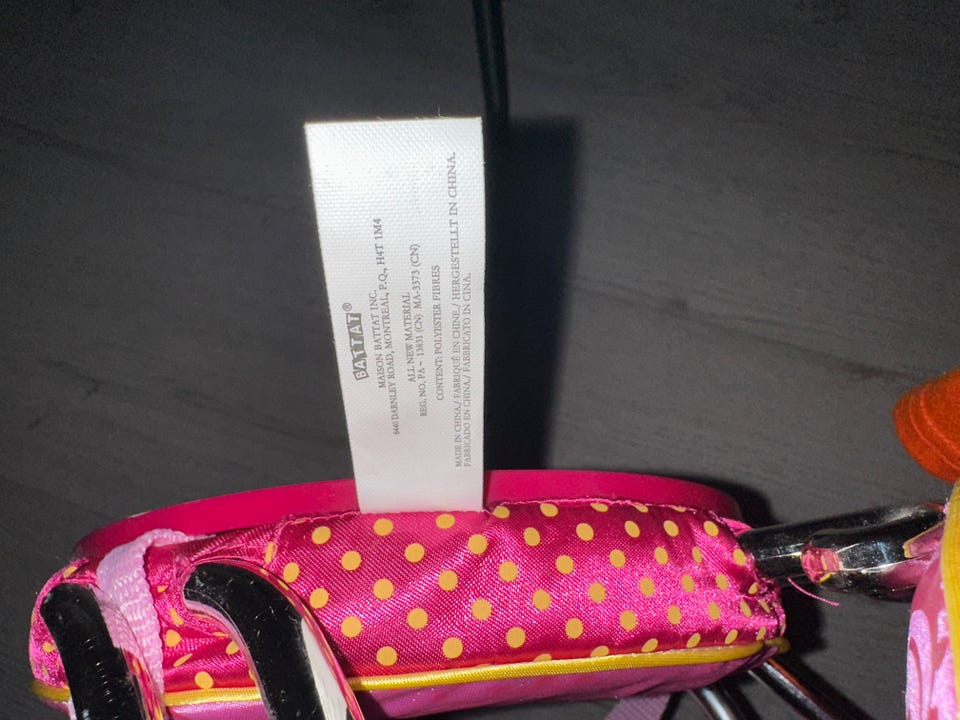 BATTAT®
MAISON BATTAT INC.
8440 DARNLEY ROAD, MONTREAL, P.Q., H4T 1M4
ALL NEW MATERIAL
REG. NO. PA - 13831 (CN) MA-3373 (CN)
CONTENT: POLYESTER FIBRES
MADE IN CHINA./ FABRIQUÉ EN CHINE./ HERGESTELLT IN CHINA.
FABRICADO EN CHINA./ FABBRICATO IN CINA.